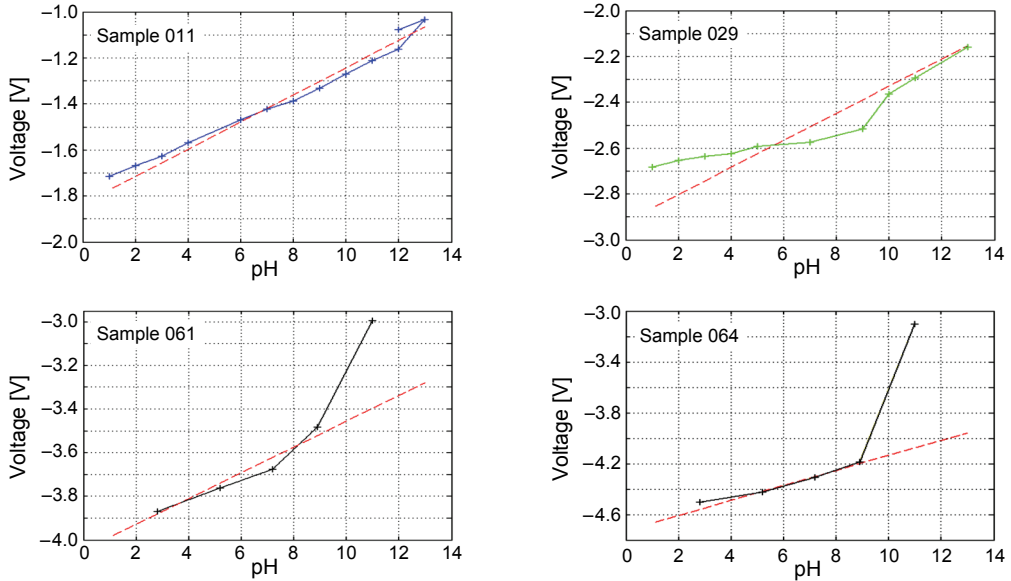 Sample 011
Voltage [V]
–1.0
–1.2
–1.4
–1.6
–1.8
–2.0
0 2 4 6 8 10 12 14
pH
Sample 029
Voltage [V]
–2.0
–2.2
–2.4
–2.6
–2.8
–3.0
0 2 4 6 8 10 12 14
pH
Sample 061
Voltage [V]
–3.0
–3.2
–3.4
–3.6
–3.8
–4.0
0 2 4 6 8 10 12 14
pH
Sample 064
Voltage [V]
–3.0
–3.4
–3.8
–4.2
–4.6
0 2 4 6 8 10 12 14
pH